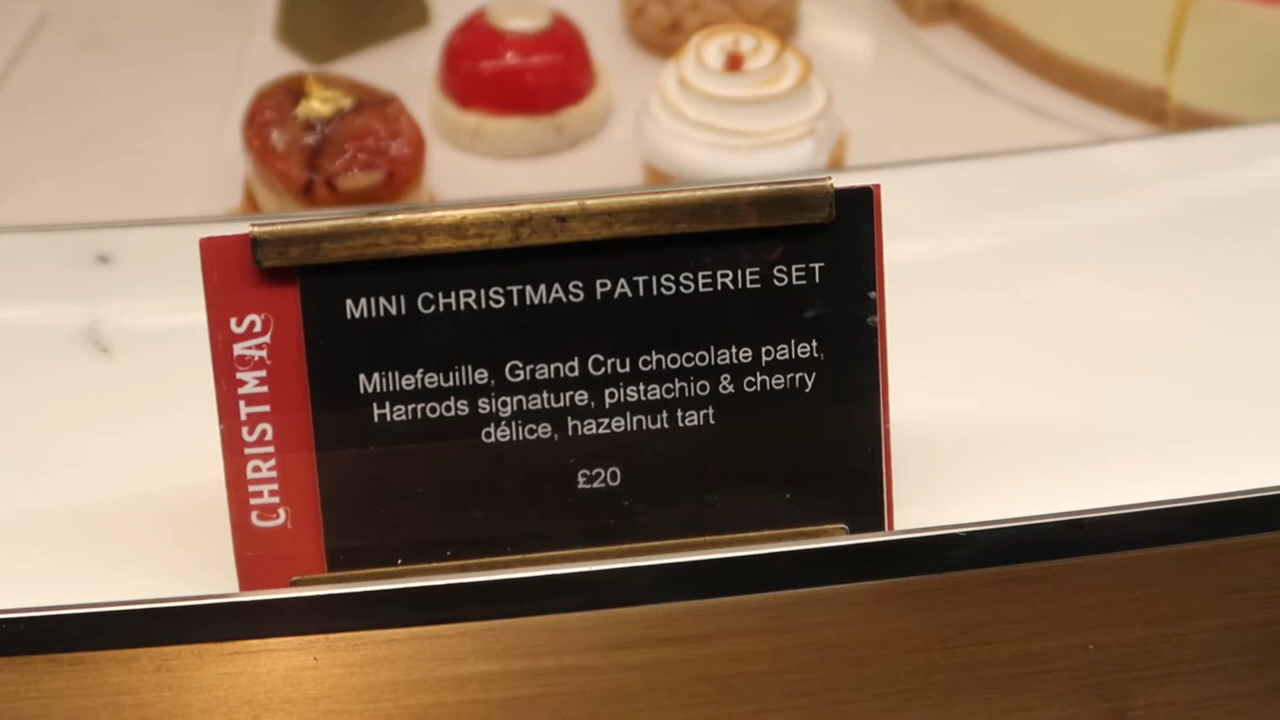 CHRISTMAS
MINI CHRISTMAS PATISSERIE SET
Millefeuille, Grand Cru chocolate palet,
Harrods signature, pistachio & cherry
délice, hazelnut tart
£20